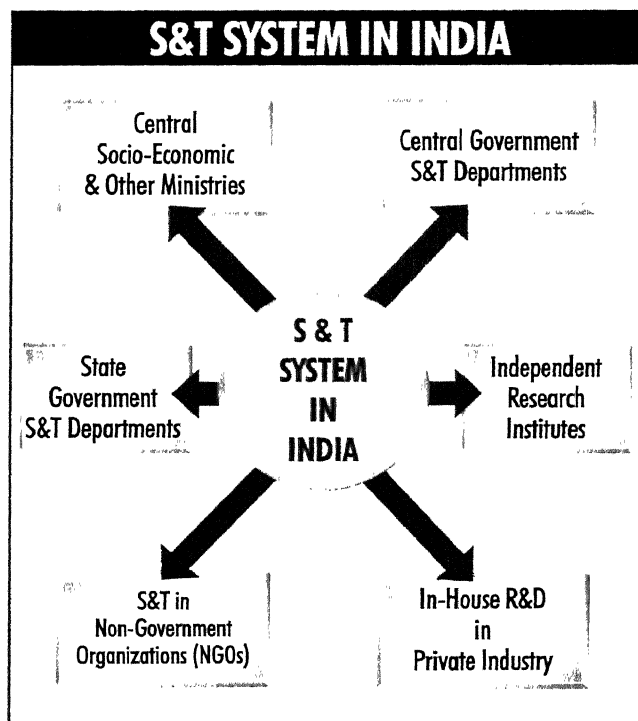 S&T SYSTEM IN INDIA
Central
Socio-Economic
& Other Ministries
Central Government
S&T Departments
S & T
SYSTEM
IN
INDIA
State
Government
S&T Departments
Independent
Research
Institutes
S&T in
Non-Government
Organizations (NGOs)
In-House R&D
in
Private Industry